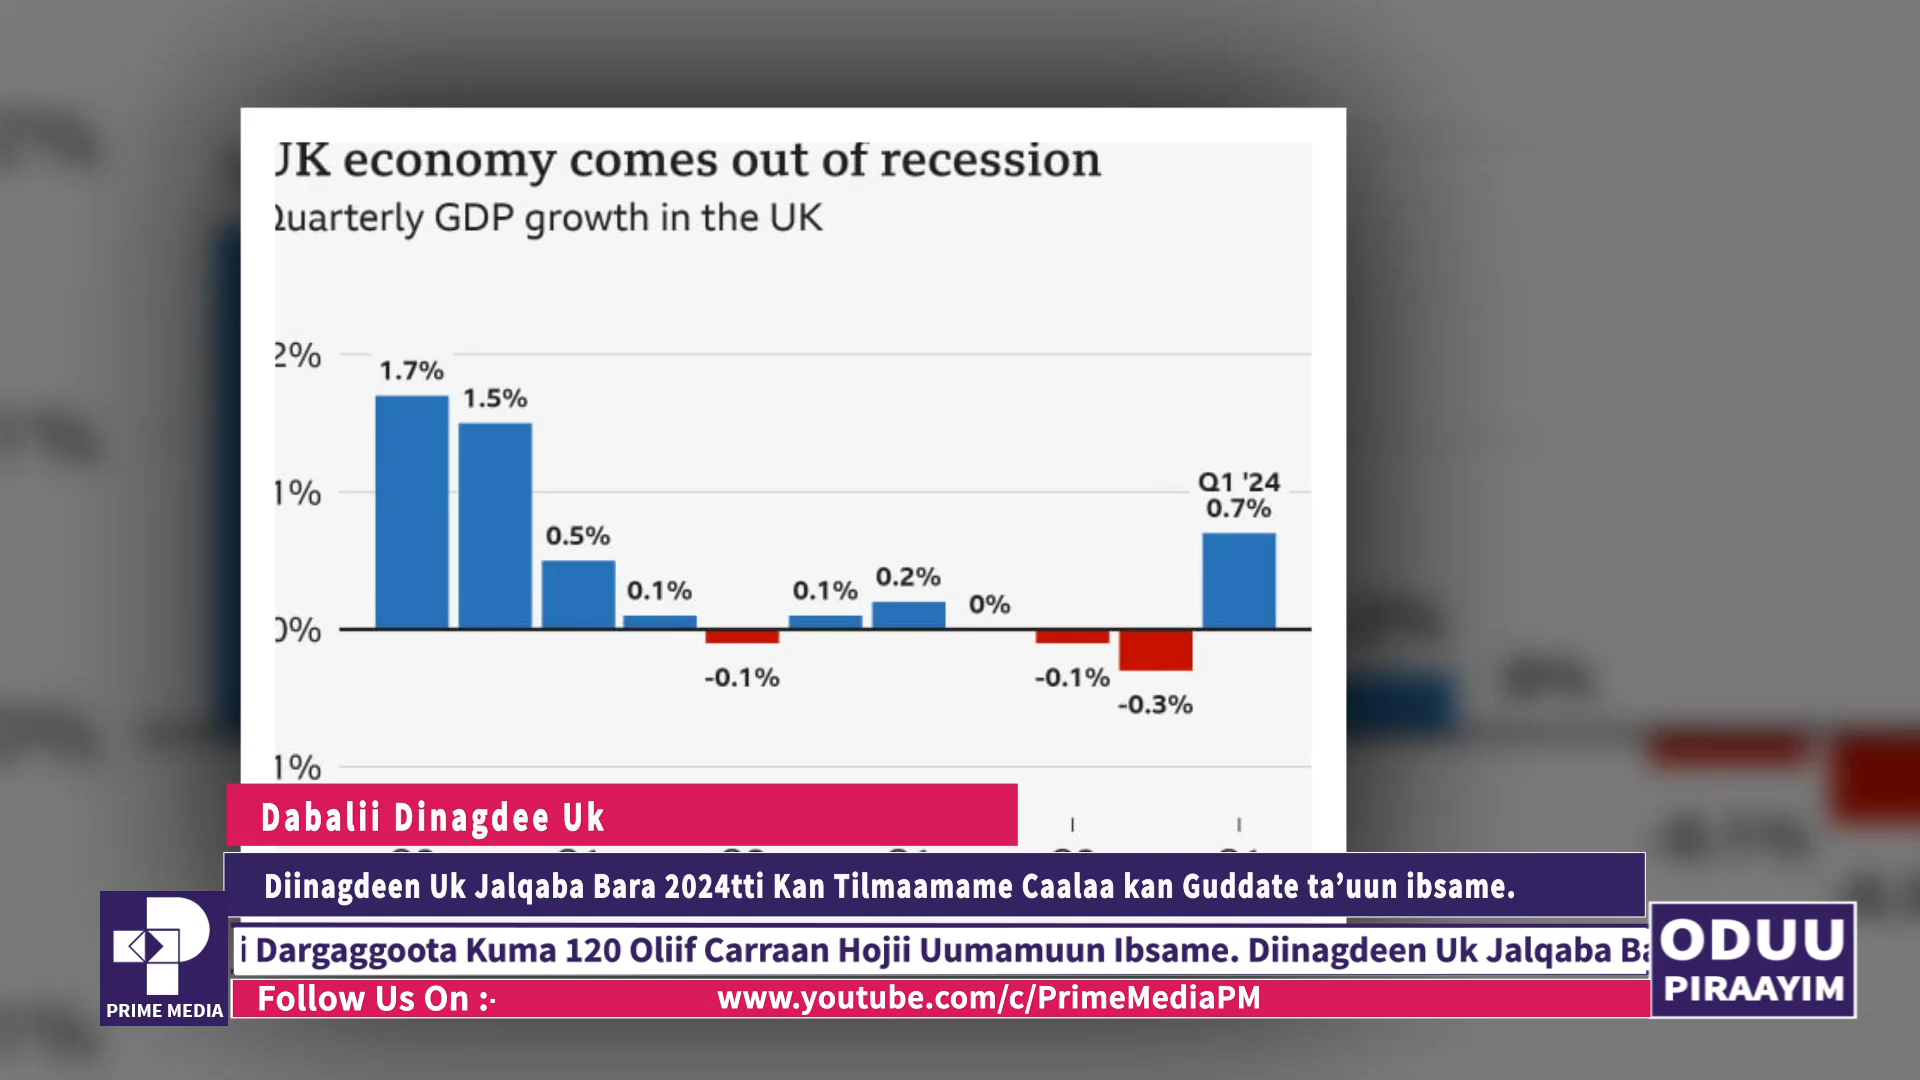 UK economy comes out of recession
Quarterly GDP growth in the UK
2%
1.7%
1.5%
1%
Q1 '24
0.7%
0.5%
0.1%
0.1%
0.2%
0%
0%
-0.1%
-0.1%
-0.3%
1%
Dabalii Dinagdee Uk
Diinagdeen Uk Jalqaba Bara 2024tti Kan Tilmaamame Caalaa kan Guddate ta’uun ibsame.
i Dargaggoota Kuma 120 Oliif Carraan Hojii Uumamuun Ibsame. Diinagdeen Uk Jalqaba Ba
Follow Us On :-
www.youtube.com/c/PrimeMediaPM
PRIME MEDIA
ODUU
PIRAAYIM